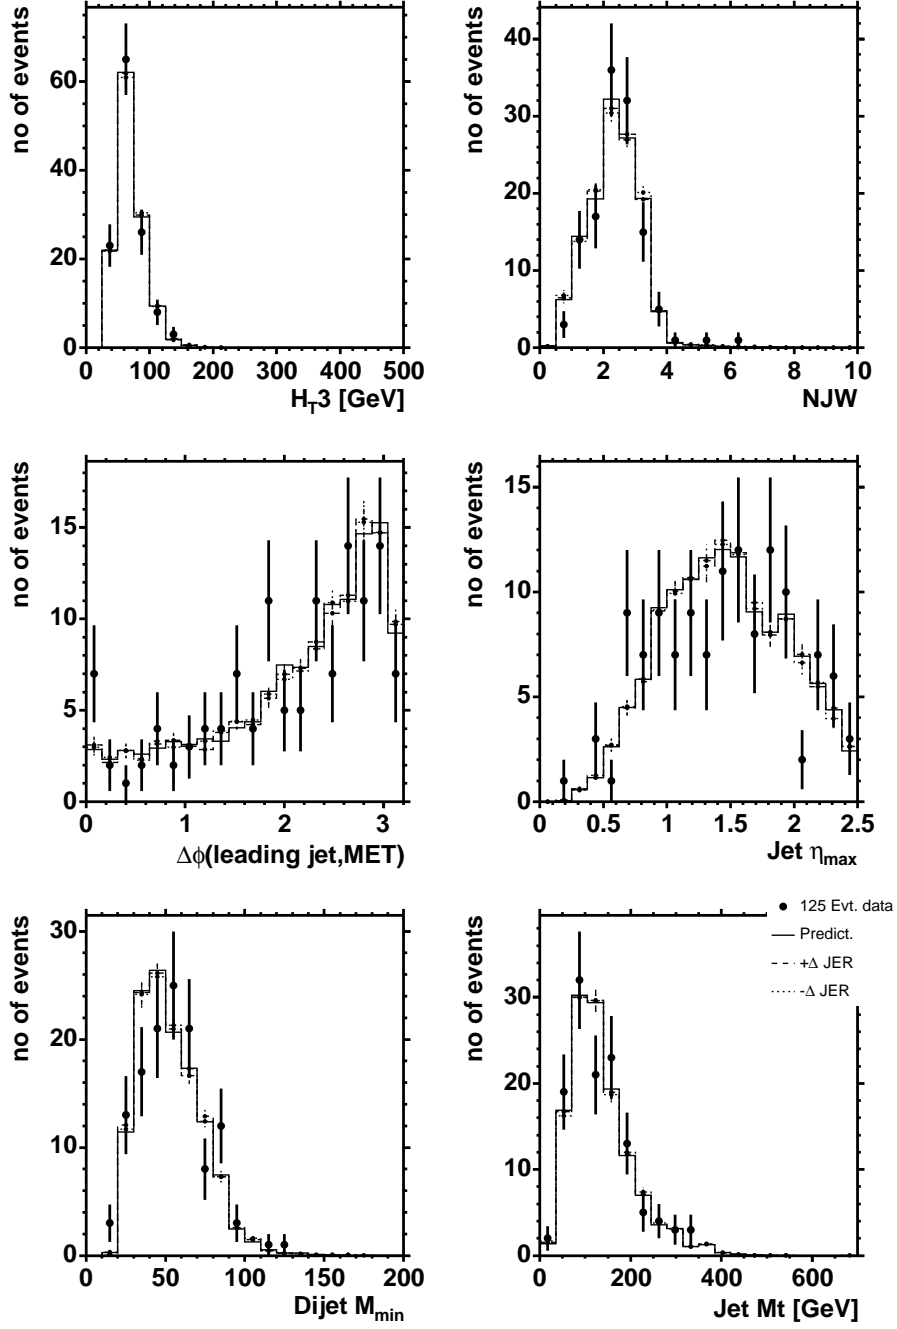 no of events
60
40
20
0
0 100 200 300 400 500
H_T3 [GeV]
no of events
40
30
20
10
0
0 2 4 6 8 10
NJW
no of events
15
10
5
0
0 1 2 3
Δϕ(leading jet,MET)
no of events
15
10
5
0
0 0.5 1 1.5 2 2.5
Jet η_max
no of events
30
20
10
0
0 50 100 150 200
Dijet M_min
no of events
30
20
10
0
0 200 400 600
Jet Mt [GeV]
125 Evt. data
Predict.
+Δ JER
-Δ JER